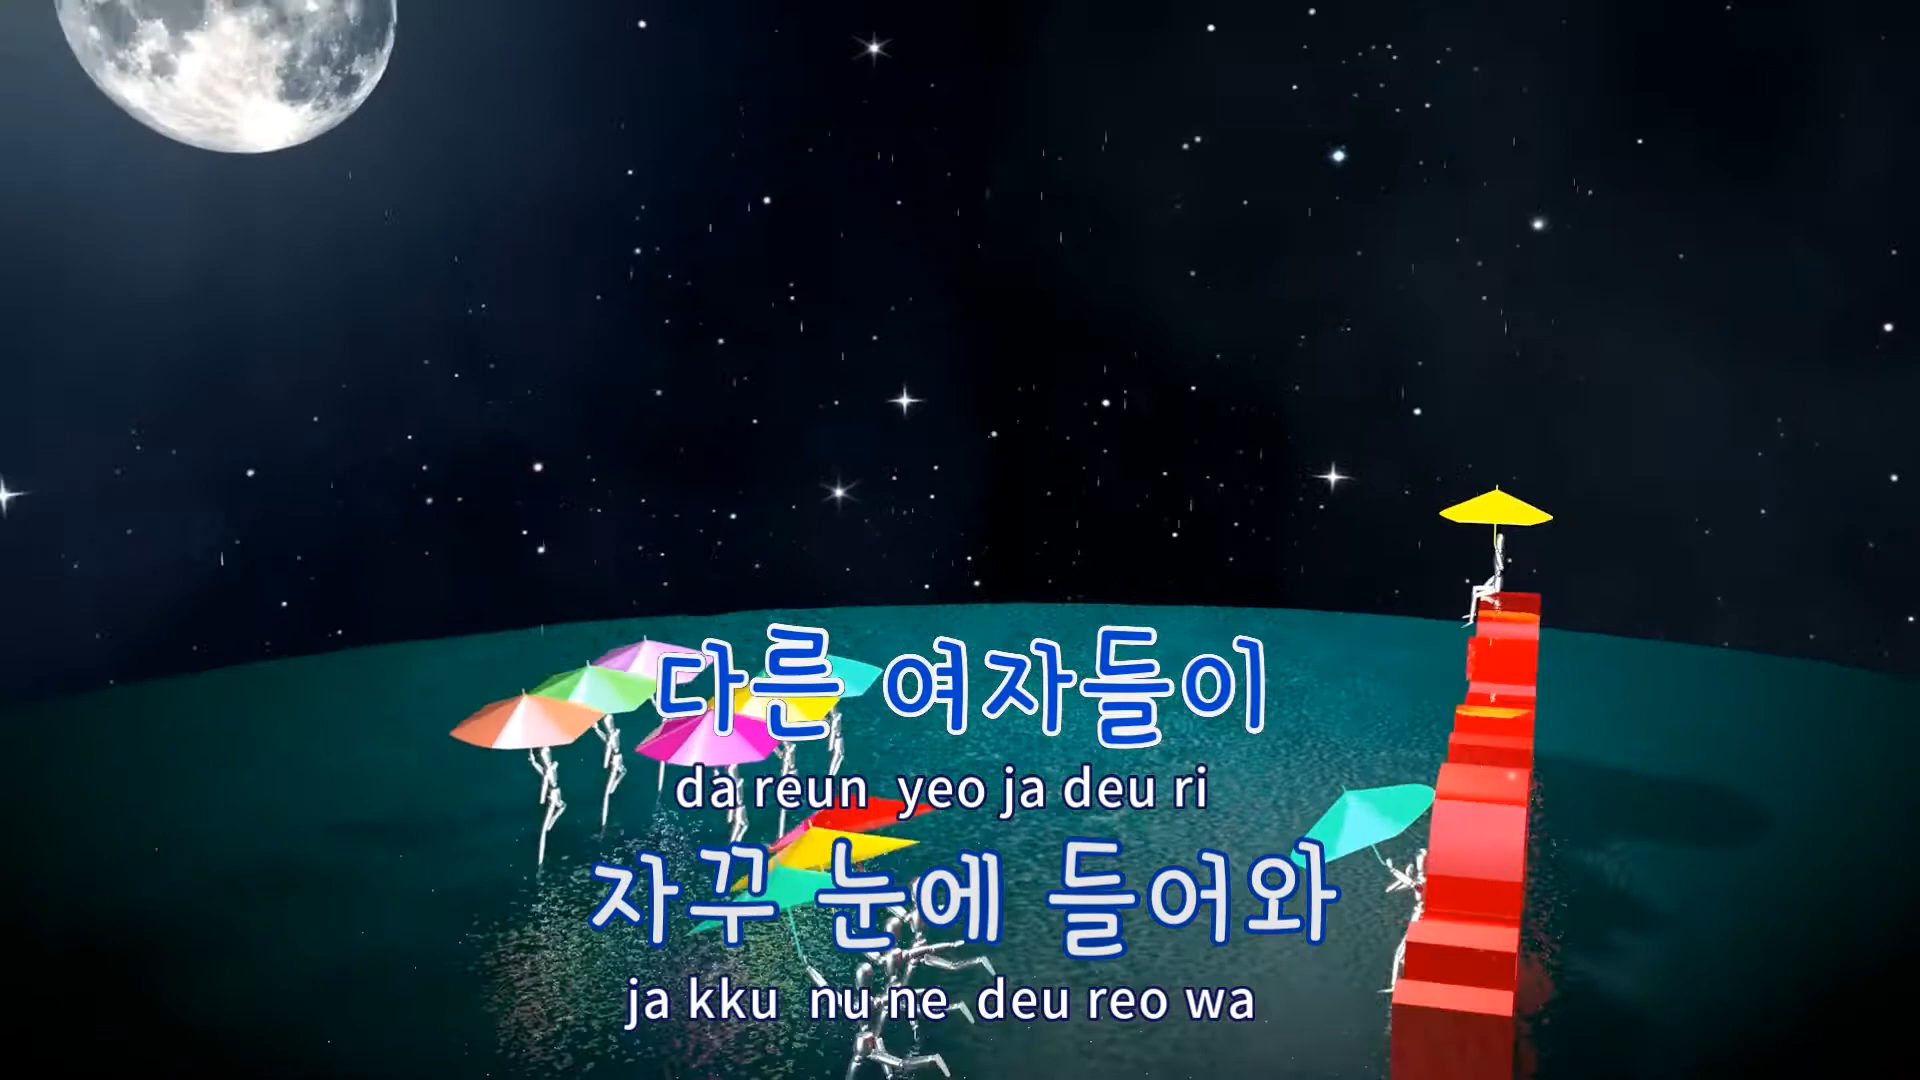 다른 여자들이
da reun yeo ja deu ri
자꾸 눈에 들어와
ja kku nu ne deu reo wa